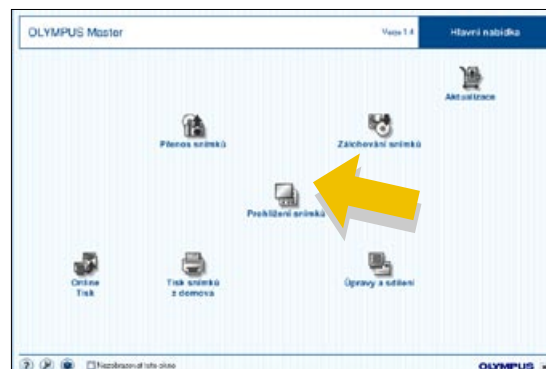 OLYMPUS Master
Verze 1.4
Hlavní nabídka
Aktualizace
Přenos snímků
Zálohování snímků
Prohlížení snímků
Online
Tisk
Tisk snímků
z domova
Úpravy a sdílení
Nezobrazovat toto okno
OLYMPUS